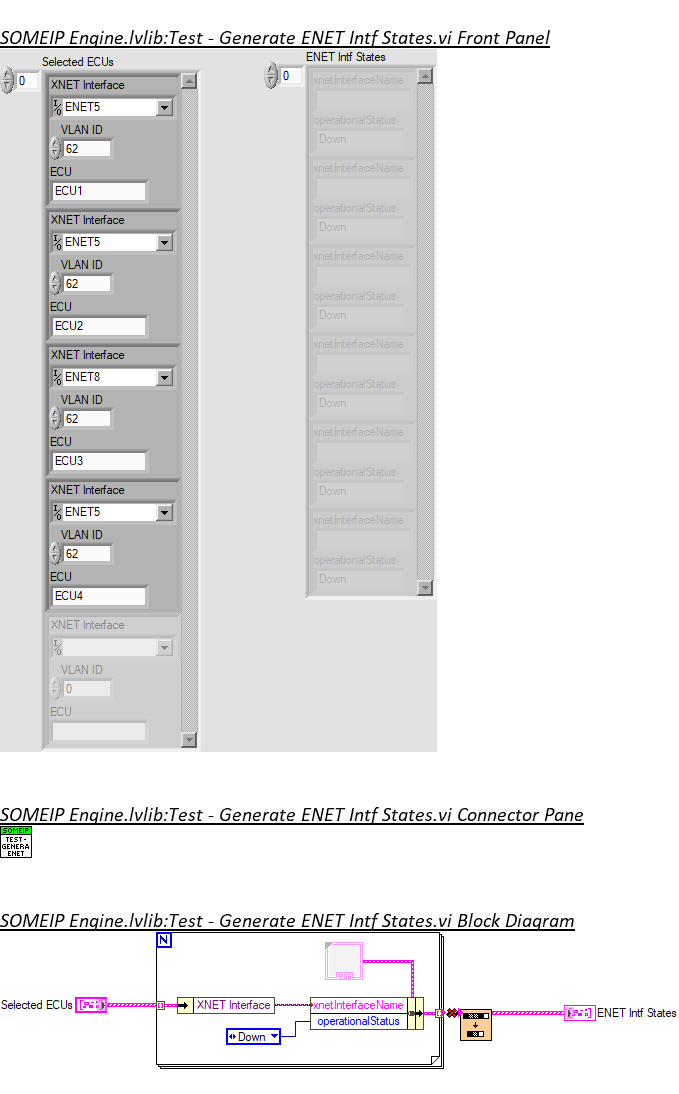 SOMEIP Engine.lvlib:Test - Generate ENET Intf States.vi Front Panel
Selected ECUs
0
XNET Interface
ENET5
VLAN ID
62
ECU
ECU1
XNET Interface
ENET5
VLAN ID
62
ECU
ECU2
XNET Interface
ENET8
VLAN ID
62
ECU
ECU3
XNET Interface
ENET5
VLAN ID
62
ECU
ECU4
XNET Interface
VLAN ID
0
ECU
ENET Intf States
0
xnetInterfaceName
operationalStatus
Down
xnetInterfaceName
operationalStatus
Down
xnetInterfaceName
operationalStatus
Down
xnetInterfaceName
operationalStatus
Down
xnetInterfaceName
operationalStatus
Down
xnetInterfaceName
operationalStatus
Down
SOMEIP Engine.lvlib:Test - Generate ENET Intf States.vi Connector Pane
SOMEIP
TEST-
GENERA
ENET
SOMEIP Engine.lvlib:Test - Generate ENET Intf States.vi Block Diagram
N
Selected ECUs
XNET Interface
xnetInterfaceName
operationalStatus
Down
ENET Intf States